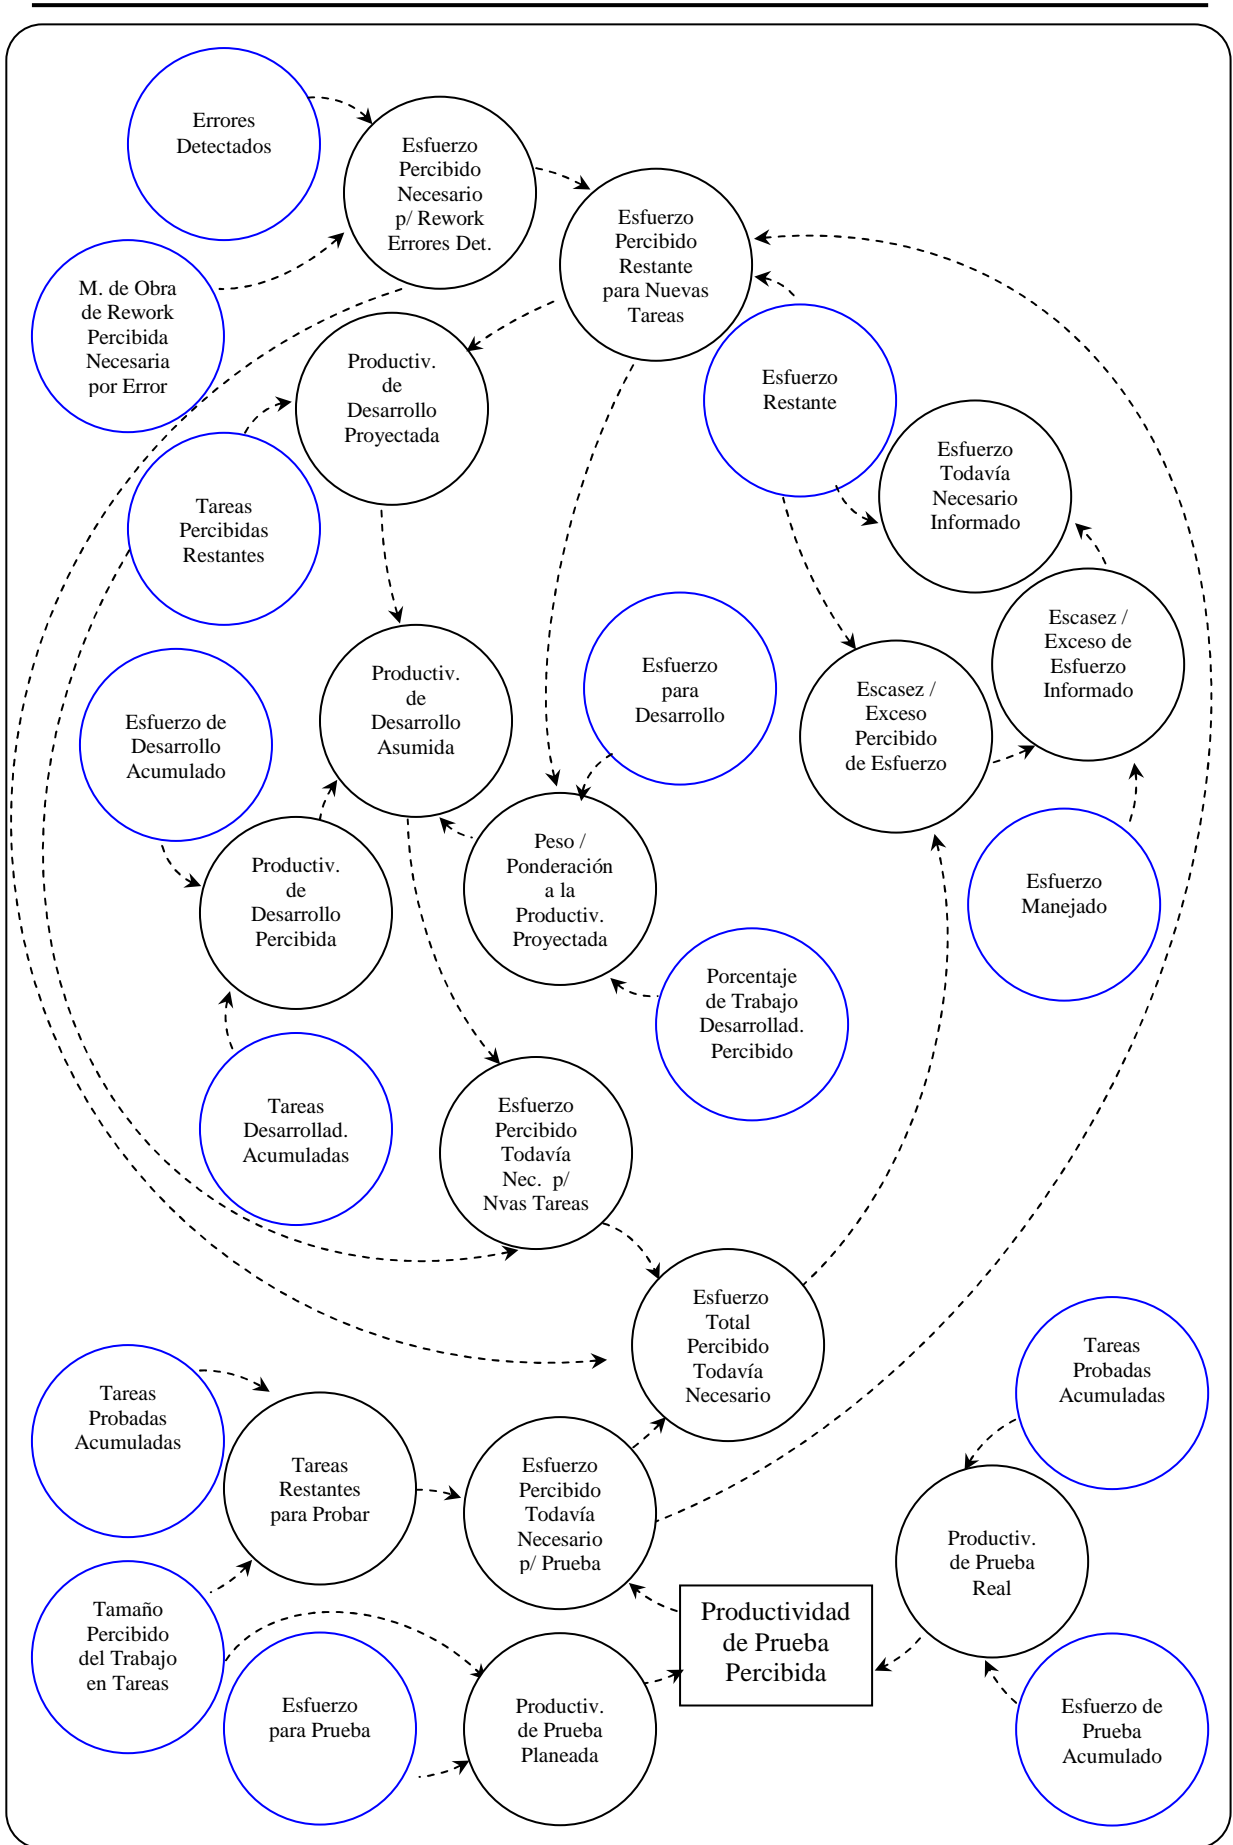 Errores
Detectados
Esfuerzo
Percibido
Necesario
p/ Rework
Errores Det.
Esfuerzo
Percibido
Restante
para Nuevas
Tareas
M. de Obra
de Rework
Percibida
Necesaria
por Error
Productiv.
de
Desarrollo
Proyectada
Esfuerzo
Restante
Esfuerzo
Todavía
Necesario
Informado
Tareas
Percibidas
Restantes
Escasez /
Exceso de
Esfuerzo
Informado
Esfuerzo
para
Desarrollo
Productiv.
de
Desarrollo
Asumida
Escasez /
Exceso
Percibido
de Esfuerzo
Esfuerzo de
Desarrollo
Acumulado
Peso /
Ponderación
a la
Productiv.
Proyectada
Productiv.
de
Desarrollo
Percibida
Esfuerzo
Manejado
Porcentaje
de Trabajo
Desarrollad.
Percibido
Tareas
Desarrollad.
Acumuladas
Esfuerzo
Percibido
Todavía
Nec.  p/
Nvas Tareas
Esfuerzo
Total
Percibido
Todavía
Necesario
Tareas
Probadas
Acumuladas
Tareas
Probadas
Acumuladas
Tareas
Restantes
para Probar
Esfuerzo
Percibido
Todavía
Necesario
p/ Prueba
Productiv.
de Prueba
Real
Tamaño
Percibido
del Trabajo
en Tareas
Productividad
de Prueba
Percibida
Esfuerzo
para Prueba
Productiv.
de Prueba
Planeada
Esfuerzo de
Prueba
Acumulado